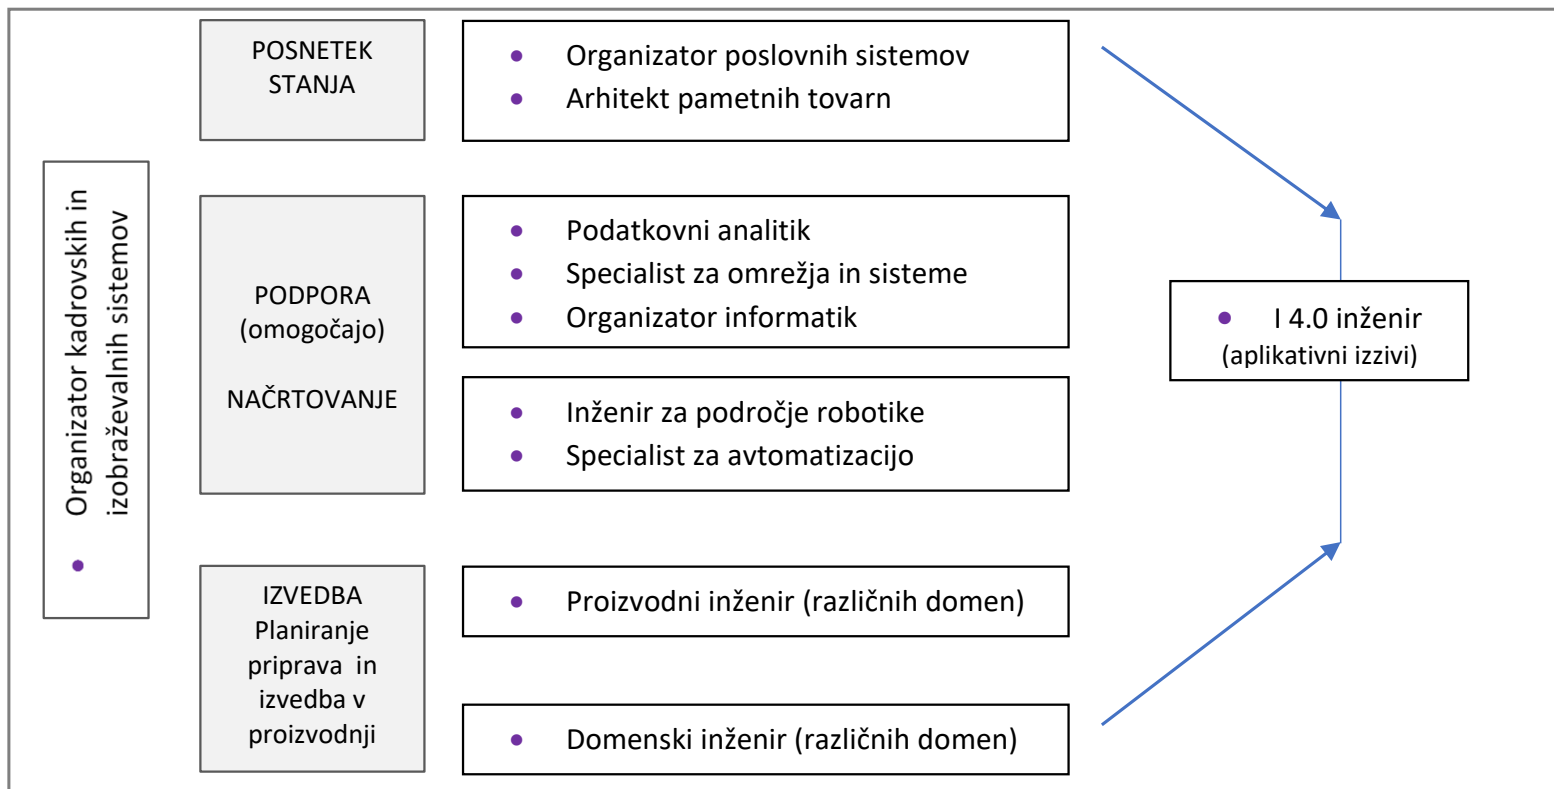 Organizator kadrovskih in
izobraževalnih sistemov
POSNETEK
STANJA
Organizator poslovnih sistemov
Arhitekt pametnih tovarn
PODPORA
(omogočajo)
NAČRTOVANJE
Podatkovni analitik
Specialist za omrežja in sisteme
Organizator informatik
Inženir za področje robotike
Specialist za avtomatizacijo
IZVEDBA
Planiranje
priprava in
izvedba v
proizvodnji
Proizvodni inženir (različnih domen)
Domenski inženir (različnih domen)
I 4.0 inženir
(aplikativni izzivi)